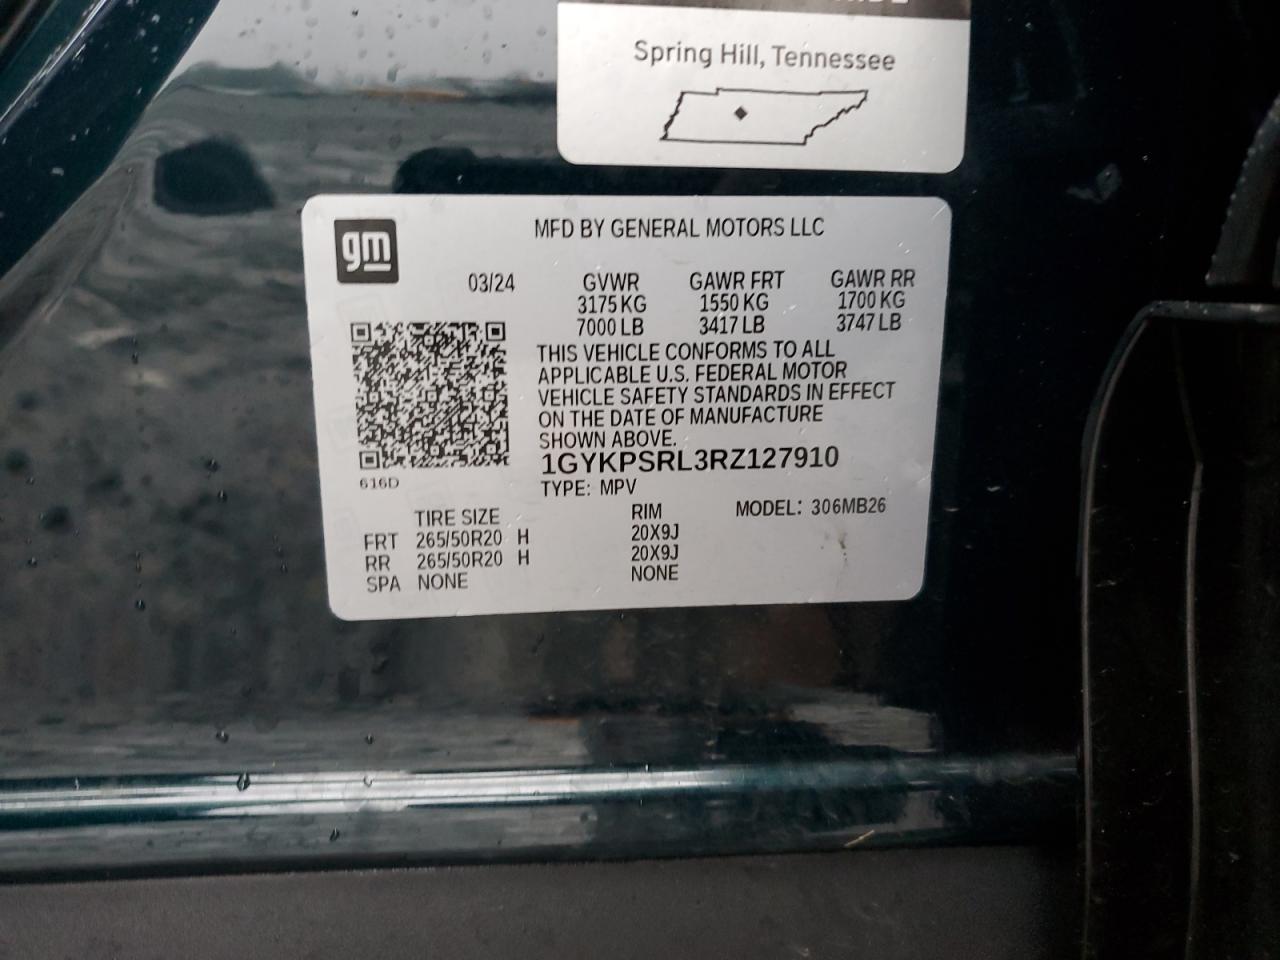 Spring Hill, Tennessee
gm
MFD BY GENERAL MOTORS LLC
03/24 GVWR GAWR FRT GAWR RR
3175 KG 1550 KG 1700 KG
7000 LB 3417 LB 3747 LB
THIS VEHICLE CONFORMS TO ALL
APPLICABLE U.S. FEDERAL MOTOR
VEHICLE SAFETY STANDARDS IN EFFECT
ON THE DATE OF MANUFACTURE
SHOWN ABOVE.
1GYKPSRL3RZ127910
616D
TYPE: MPV
TIRE SIZE RIM MODEL: 306MB26
FRT 265/50R20 H 20X9J
RR 265/50R20 H 20X9J
SPA NONE NONE